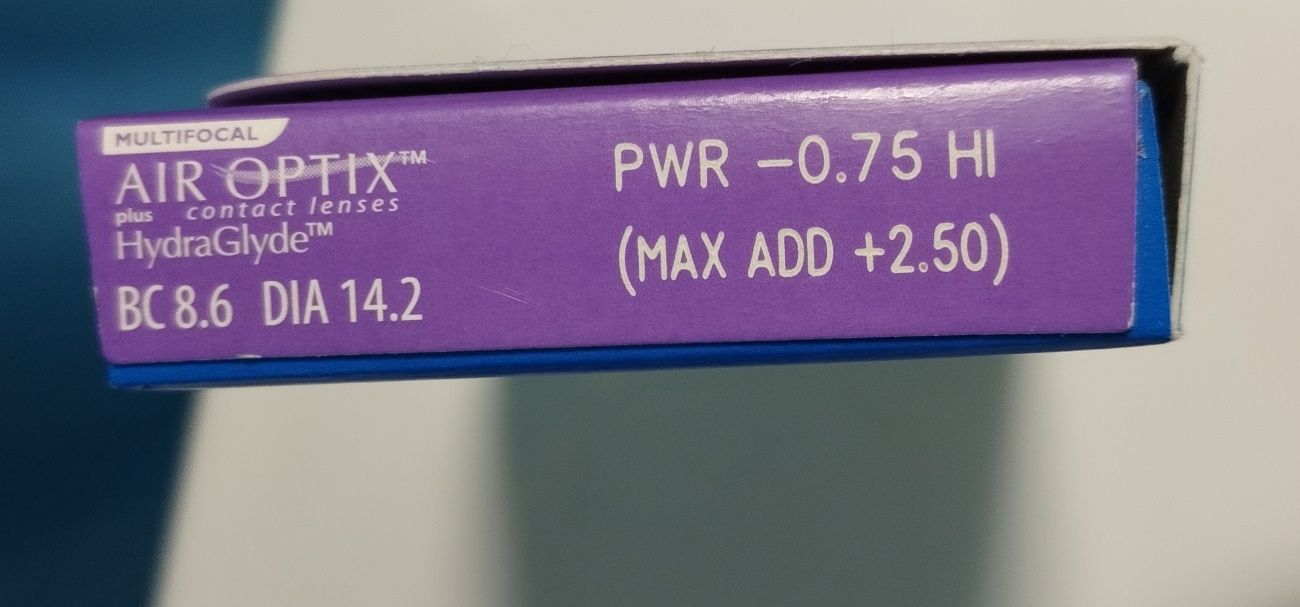 MULTIFOCAL
AIR OPTIX™
plus contact lenses
HydraGlyde™
BC 8.6 DIA 14.2
PWR −0.75 HI
(MAX ADD +2.50)